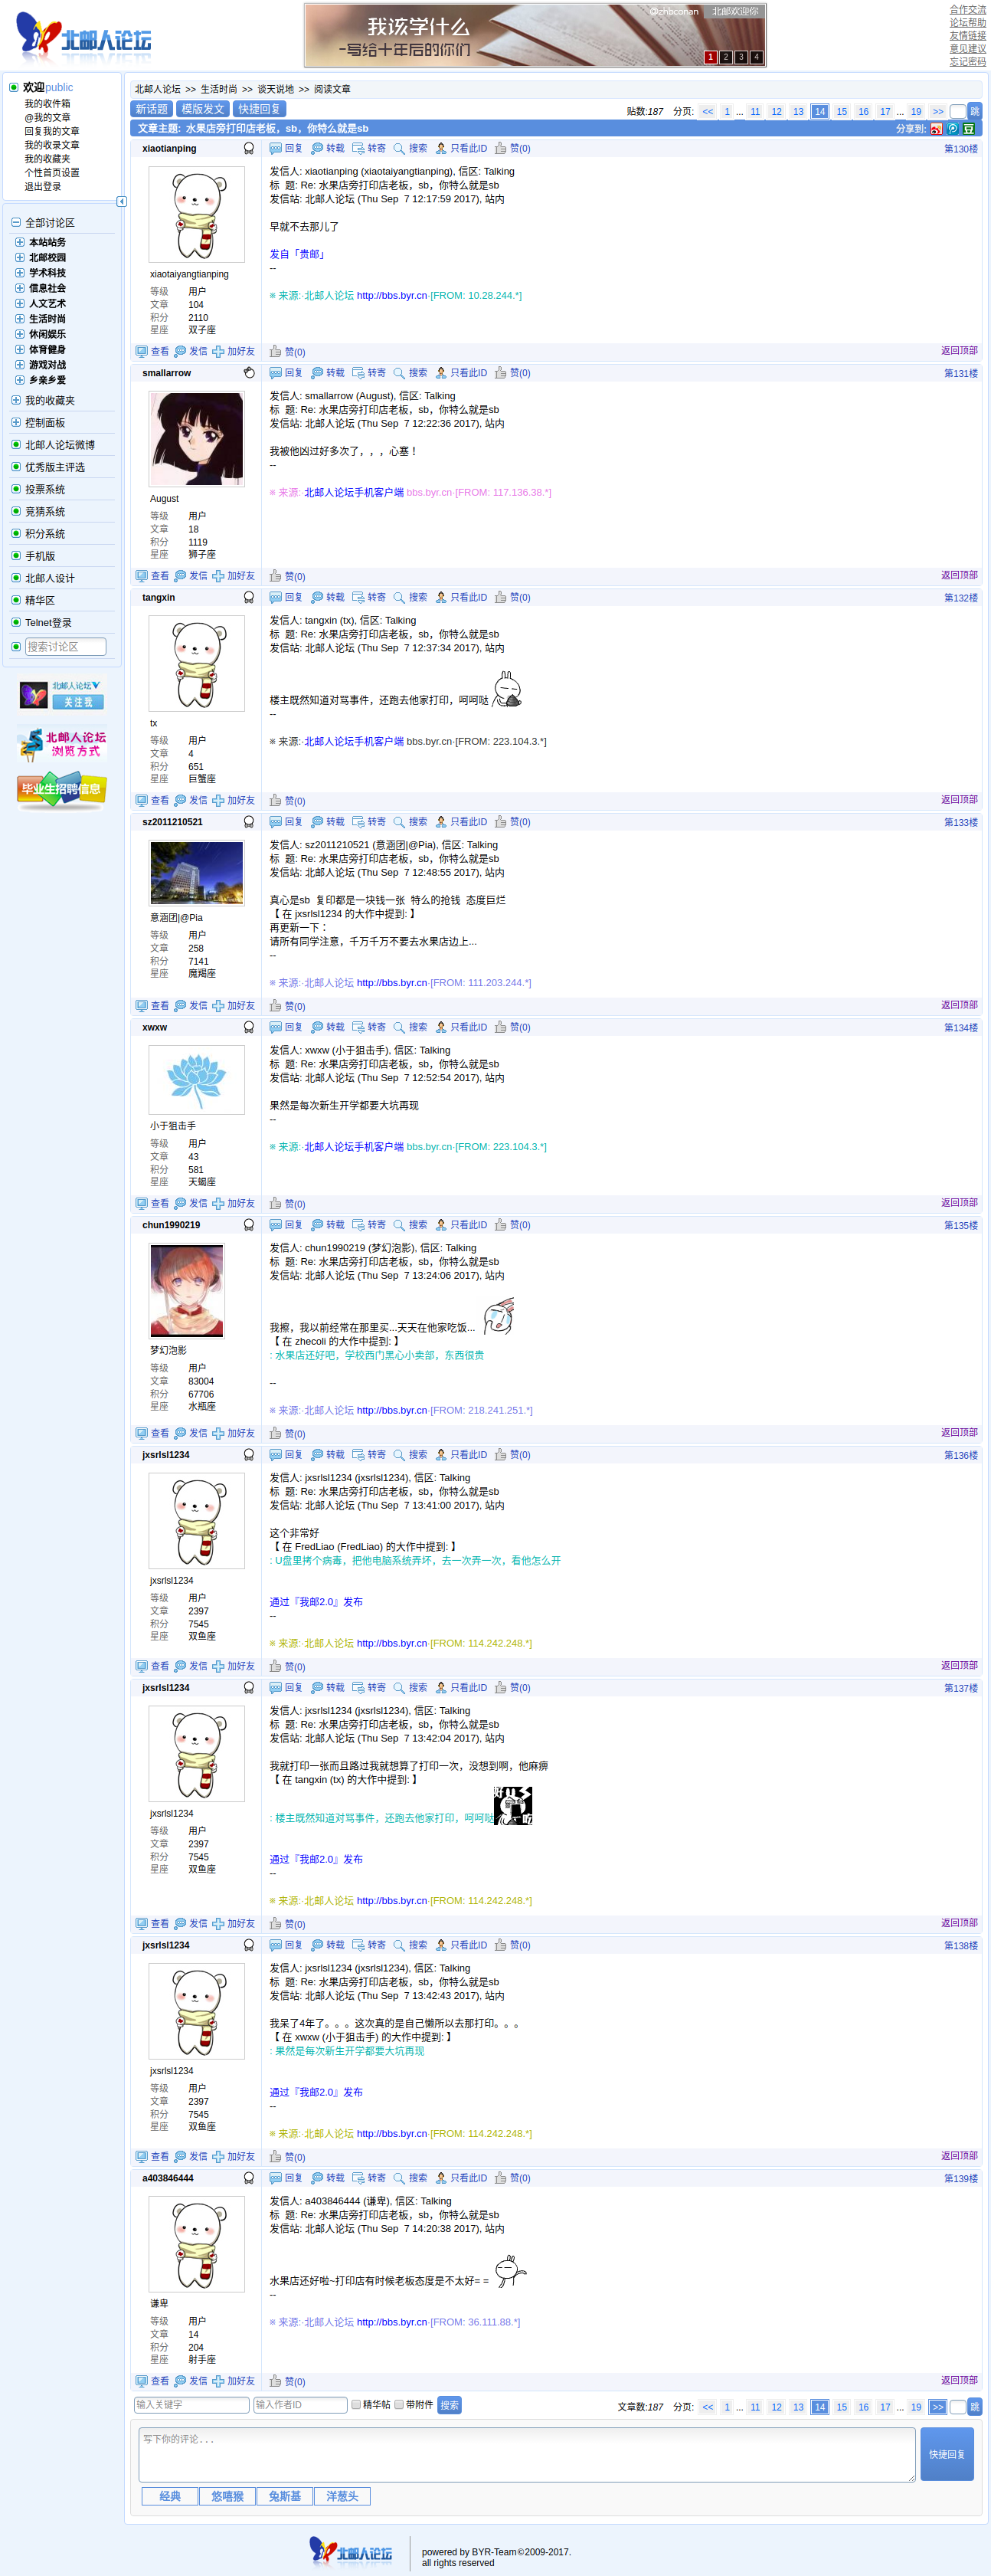 北邮人论坛
我该学什么
-写给十年后的你们
@zhbconan
北邮欢迎你
1 2 3 4
合作交流
论坛帮助
友情链接
意见建议
忘记密码
欢迎public
我的收件箱
@我的文章
回复我的文章
我的收录文章
我的收藏夹
个性首页设置
退出登录
全部讨论区
本站站务
北邮校园
学术科技
信息社会
人文艺术
生活时尚
休闲娱乐
体育健身
游戏对战
乡亲乡爱
我的收藏夹
控制面板
北邮人论坛微博
优秀版主评选
投票系统
竞猜系统
积分系统
手机版
北邮人设计
精华区
Telnet登录
搜索讨论区
北邮人论坛
关注我
北邮人论坛
浏览方式
毕业生招聘信息
北邮人论坛 >> 生活时尚 >> 谈天说地 >> 阅读文章
新话题 模版发文 快捷回复
贴数:187 分页: << 1 ... 11 12 13 14 15 16 17 ... 19 >> 跳
文章主题: 水果店旁打印店老板，sb，你特么就是sb
分享到: 豆
xiaotianping
回复 转载 转寄 搜索 只看此ID 赞(0)
第130楼
xiaotaiyangtianping
等级 用户
文章 104
积分 2110
星座 双子座
发信人: xiaotianping (xiaotaiyangtianping), 信区: Talking
标 题: Re: 水果店旁打印店老板，sb，你特么就是sb
发信站: 北邮人论坛 (Thu Sep 7 12:17:59 2017), 站内
早就不去那儿了
发自「贵邮」
--
※ 来源:·北邮人论坛 http://bbs.byr.cn·[FROM: 10.28.244.*]
查看 发信 加好友 赞(0)
返回顶部
smallarrow
回复 转载 转寄 搜索 只看此ID 赞(0)
第131楼
August
等级 用户
文章 18
积分 1119
星座 狮子座
发信人: smallarrow (August), 信区: Talking
标 题: Re: 水果店旁打印店老板，sb，你特么就是sb
发信站: 北邮人论坛 (Thu Sep 7 12:22:36 2017), 站内
我被他凶过好多次了，，，心塞！
--
※ 来源:·北邮人论坛手机客户端 bbs.byr.cn·[FROM: 117.136.38.*]
查看 发信 加好友 赞(0)
返回顶部
tangxin
回复 转载 转寄 搜索 只看此ID 赞(0)
第132楼
tx
等级 用户
文章 4
积分 651
星座 巨蟹座
发信人: tangxin (tx), 信区: Talking
标 题: Re: 水果店旁打印店老板，sb，你特么就是sb
发信站: 北邮人论坛 (Thu Sep 7 12:37:34 2017), 站内
楼主既然知道对骂事件，还跑去他家打印，呵呵哒
--
※ 来源:·北邮人论坛手机客户端 bbs.byr.cn·[FROM: 223.104.3.*]
查看 发信 加好友 赞(0)
返回顶部
sz2011210521
回复 转载 转寄 搜索 只看此ID 赞(0)
第133楼
意涵团|@Pia
等级 用户
文章 258
积分 7141
星座 魔羯座
发信人: sz2011210521 (意涵团|@Pia), 信区: Talking
标 题: Re: 水果店旁打印店老板，sb，你特么就是sb
发信站: 北邮人论坛 (Thu Sep 7 12:48:55 2017), 站内
真心是sb 复印都是一块钱一张 特么的抢钱 态度巨烂
【 在 jxsrlsl1234 的大作中提到: 】
再更新一下：
请所有同学注意，千万千万不要去水果店边上...
--
※ 来源:·北邮人论坛 http://bbs.byr.cn·[FROM: 111.203.244.*]
查看 发信 加好友 赞(0)
返回顶部
xwxw
回复 转载 转寄 搜索 只看此ID 赞(0)
第134楼
小于狙击手
等级 用户
文章 43
积分 581
星座 天蝎座
发信人: xwxw (小于狙击手), 信区: Talking
标 题: Re: 水果店旁打印店老板，sb，你特么就是sb
发信站: 北邮人论坛 (Thu Sep 7 12:52:54 2017), 站内
果然是每次新生开学都要大坑再现
--
※ 来源:·北邮人论坛手机客户端 bbs.byr.cn·[FROM: 223.104.3.*]
查看 发信 加好友 赞(0)
返回顶部
chun1990219
回复 转载 转寄 搜索 只看此ID 赞(0)
第135楼
梦幻泡影
等级 用户
文章 83004
积分 67706
星座 水瓶座
发信人: chun1990219 (梦幻泡影), 信区: Talking
标 题: Re: 水果店旁打印店老板，sb，你特么就是sb
发信站: 北邮人论坛 (Thu Sep 7 13:24:06 2017), 站内
我擦，我以前经常在那里买...天天在他家吃饭...
【 在 zhecoli 的大作中提到: 】
: 水果店还好吧，学校西门黑心小卖部，东西很贵
--
※ 来源:·北邮人论坛 http://bbs.byr.cn·[FROM: 218.241.251.*]
查看 发信 加好友 赞(0)
返回顶部
jxsrlsl1234
回复 转载 转寄 搜索 只看此ID 赞(0)
第136楼
jxsrlsl1234
等级 用户
文章 2397
积分 7545
星座 双鱼座
发信人: jxsrlsl1234 (jxsrlsl1234), 信区: Talking
标 题: Re: 水果店旁打印店老板，sb，你特么就是sb
发信站: 北邮人论坛 (Thu Sep 7 13:41:00 2017), 站内
这个非常好
【 在 FredLiao (FredLiao) 的大作中提到: 】
: U盘里拷个病毒，把他电脑系统弄坏，去一次弄一次，看他怎么开
通过『我邮2.0』发布
--
※ 来源:·北邮人论坛 http://bbs.byr.cn·[FROM: 114.242.248.*]
查看 发信 加好友 赞(0)
返回顶部
jxsrlsl1234
回复 转载 转寄 搜索 只看此ID 赞(0)
第137楼
jxsrlsl1234
等级 用户
文章 2397
积分 7545
星座 双鱼座
发信人: jxsrlsl1234 (jxsrlsl1234), 信区: Talking
标 题: Re: 水果店旁打印店老板，sb，你特么就是sb
发信站: 北邮人论坛 (Thu Sep 7 13:42:04 2017), 站内
我就打印一张而且路过我就想算了打印一次，没想到啊，他麻痹
【 在 tangxin (tx) 的大作中提到: 】
: 楼主既然知道对骂事件，还跑去他家打印，呵呵哒
通过『我邮2.0』发布
--
※ 来源:·北邮人论坛 http://bbs.byr.cn·[FROM: 114.242.248.*]
查看 发信 加好友 赞(0)
返回顶部
jxsrlsl1234
回复 转载 转寄 搜索 只看此ID 赞(0)
第138楼
jxsrlsl1234
等级 用户
文章 2397
积分 7545
星座 双鱼座
发信人: jxsrlsl1234 (jxsrlsl1234), 信区: Talking
标 题: Re: 水果店旁打印店老板，sb，你特么就是sb
发信站: 北邮人论坛 (Thu Sep 7 13:42:43 2017), 站内
我呆了4年了。。。这次真的是自己懒所以去那打印。。。
【 在 xwxw (小于狙击手) 的大作中提到: 】
: 果然是每次新生开学都要大坑再现
通过『我邮2.0』发布
--
※ 来源:·北邮人论坛 http://bbs.byr.cn·[FROM: 114.242.248.*]
查看 发信 加好友 赞(0)
返回顶部
a403846444
回复 转载 转寄 搜索 只看此ID 赞(0)
第139楼
谦卑
等级 用户
文章 14
积分 204
星座 射手座
发信人: a403846444 (谦卑), 信区: Talking
标 题: Re: 水果店旁打印店老板，sb，你特么就是sb
发信站: 北邮人论坛 (Thu Sep 7 14:20:38 2017), 站内
水果店还好啦~打印店有时候老板态度是不太好= =
--
※ 来源:·北邮人论坛 http://bbs.byr.cn·[FROM: 36.111.88.*]
查看 发信 加好友 赞(0)
返回顶部
输入关键字 输入作者ID 精华帖 带附件 搜索
文章数:187 分页: << 1 ... 11 12 13 14 15 16 17 ... 19 >> 跳
写下你的评论...
快捷回复
经典 悠嘻猴 兔斯基 洋葱头
北邮人论坛
powered by BYR-Team©2009-2017.
all rights reserved